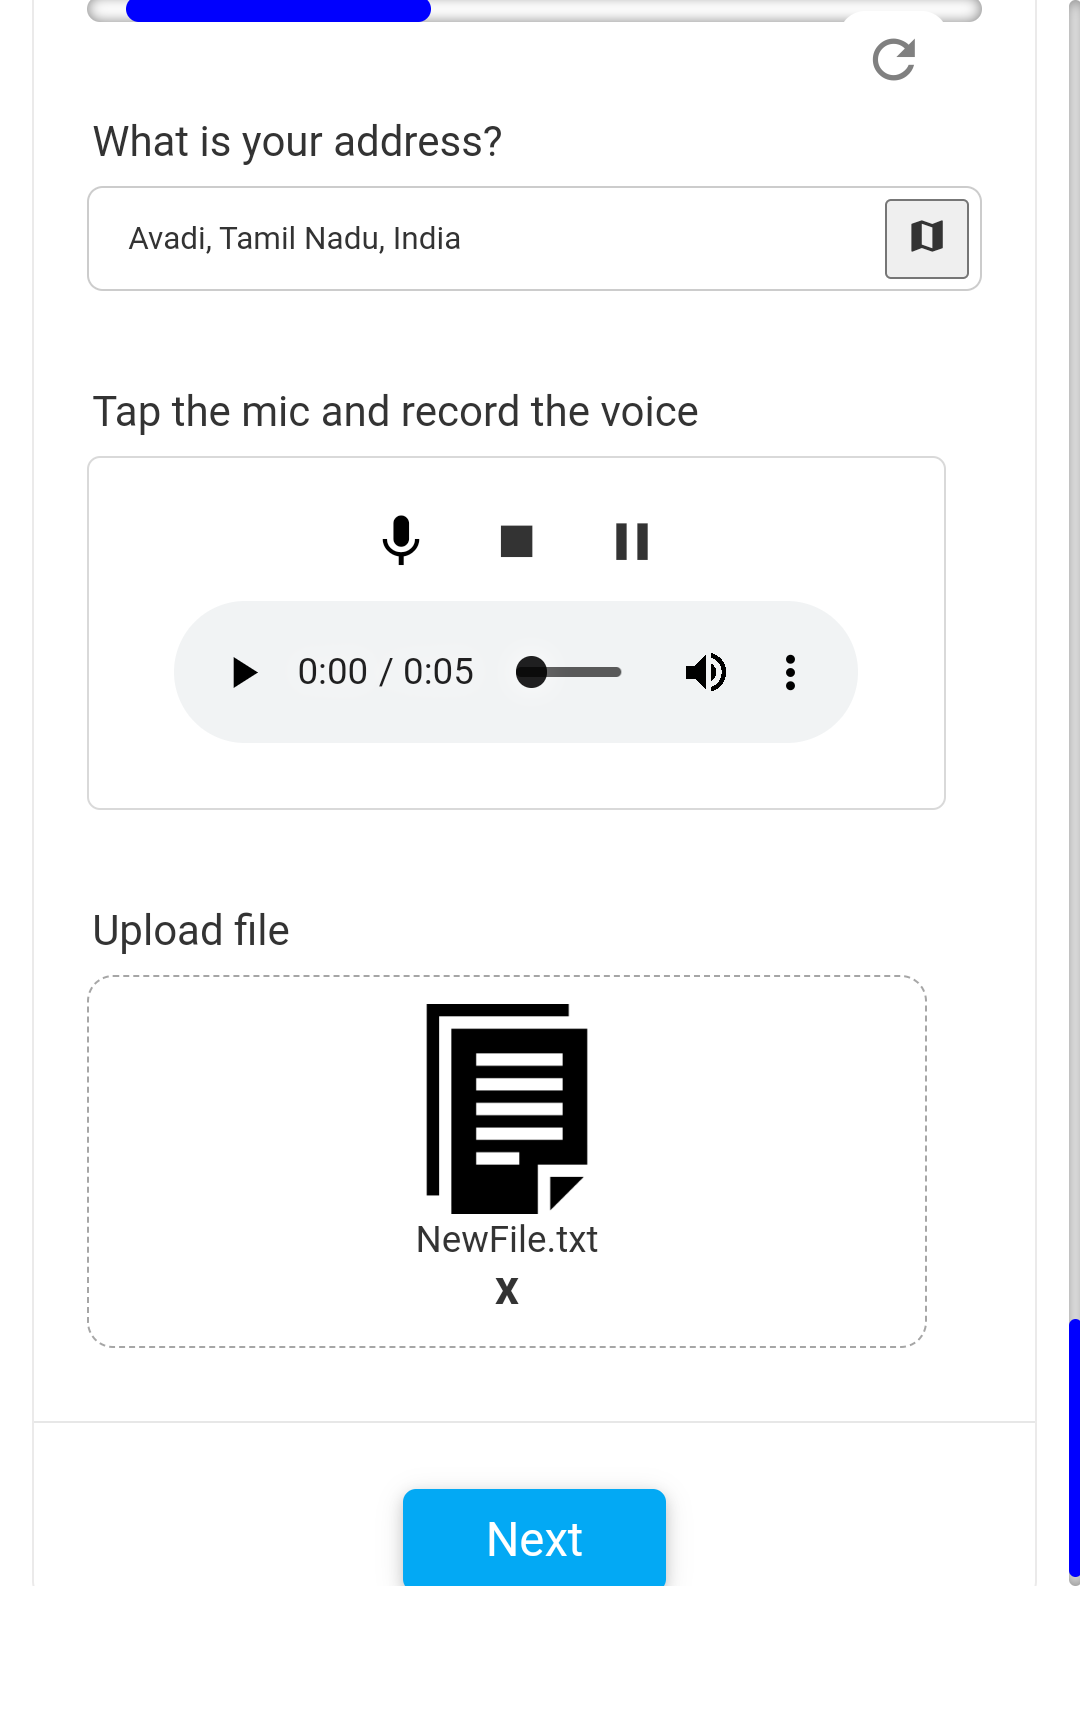 What is your address?
Avadi, Tamil Nadu, India
Tap the mic and record the voice
0:00 / 0:05
Upload file
NewFile.txt
x
Next